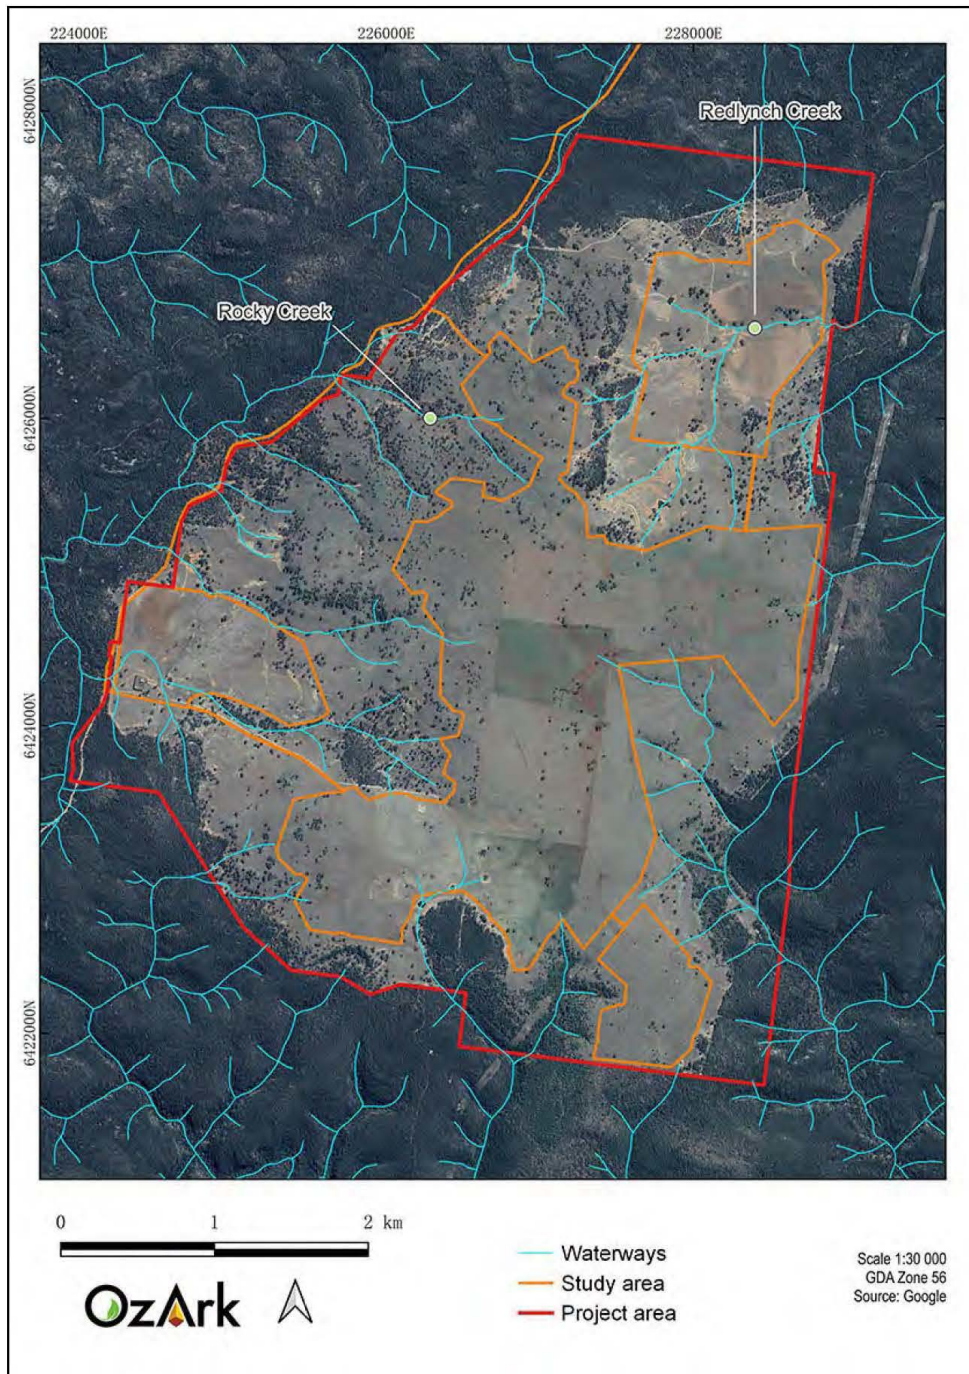 224000E
226000E
228000E
6428000N
6426000N
6424000N
6422000N
Redlynch Creek
Rocky Creek
0 1 2 km
OzArk
Waterways
Study area
Project area
Scale 1:30 000
GDA Zone 56
Source: Google